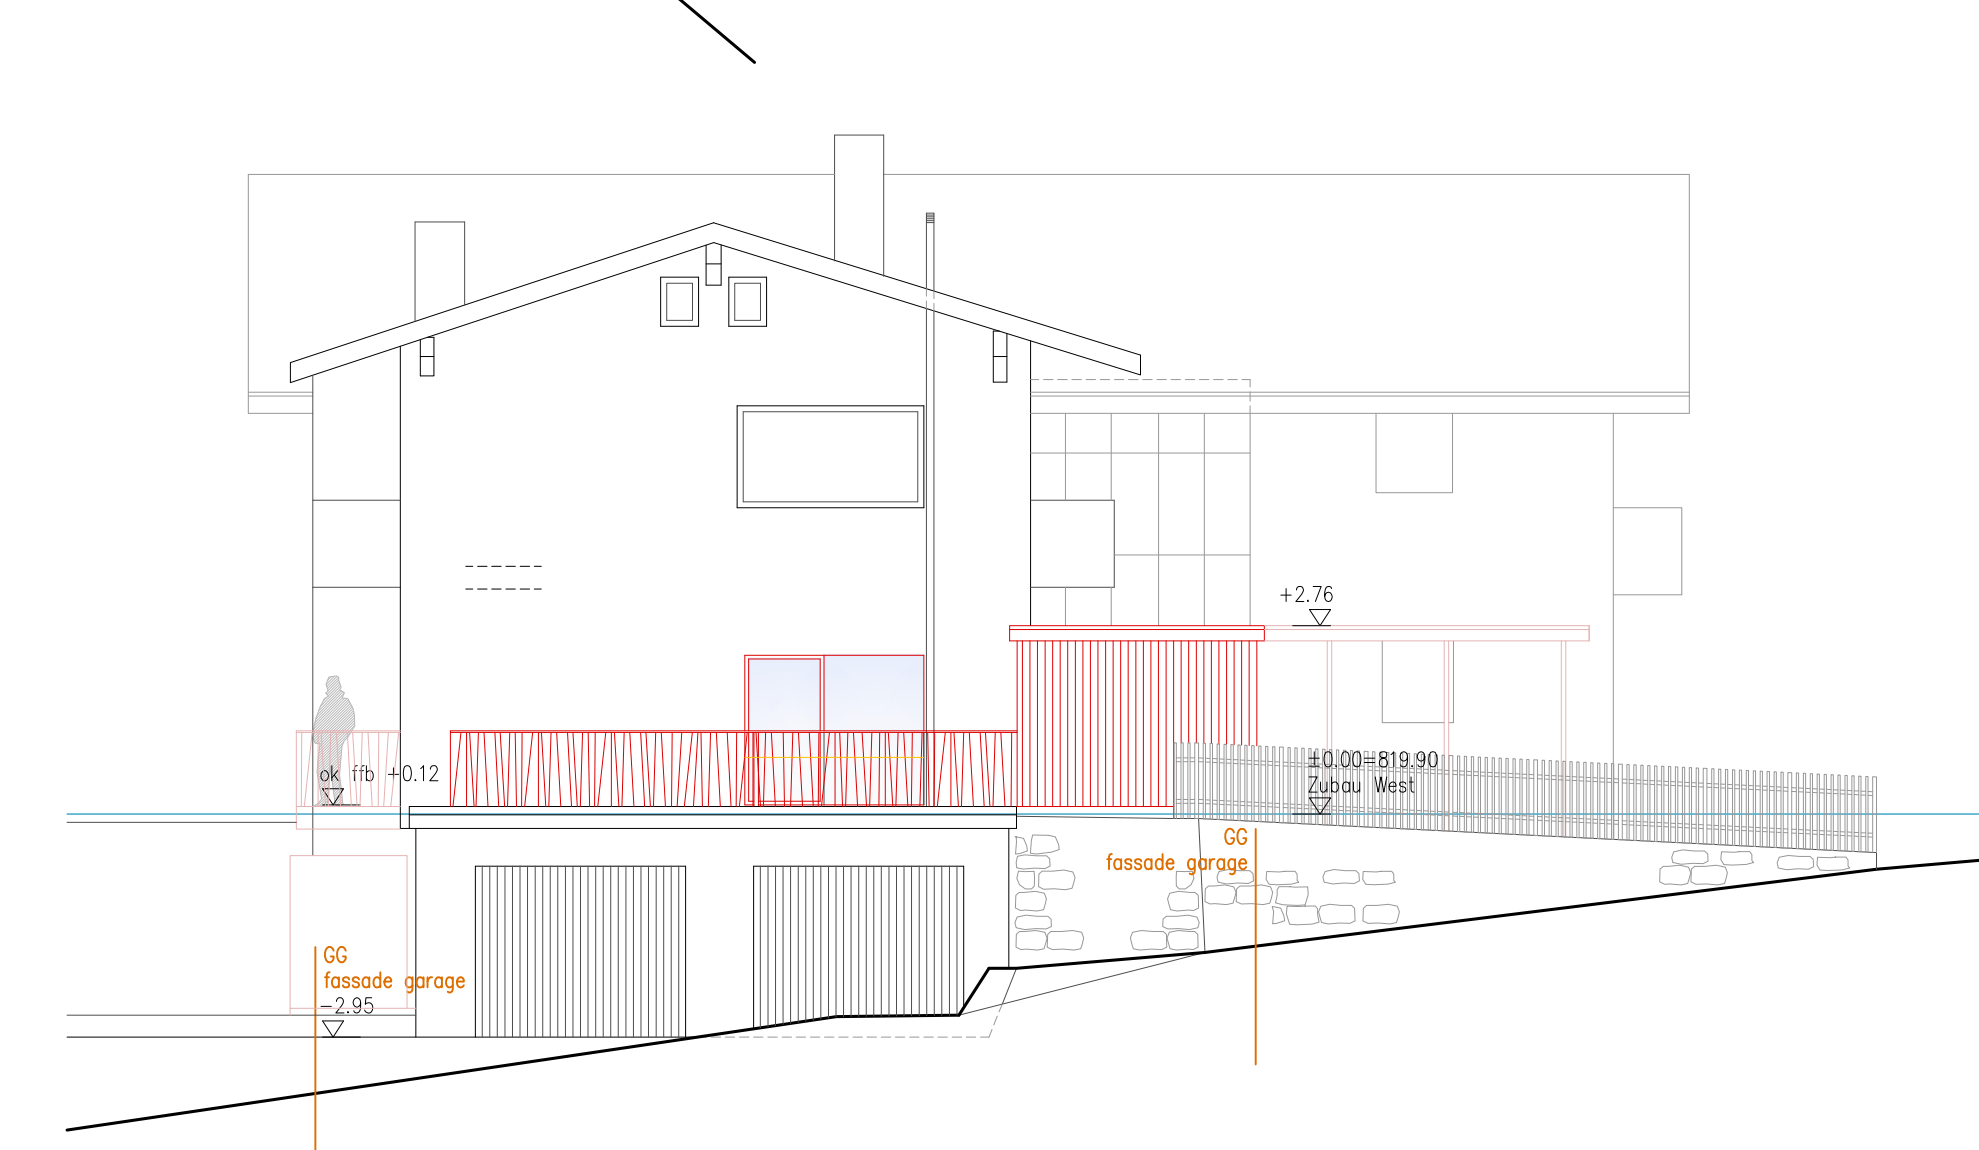 +2.76
±0.00=819.90
Zubau West
ok ffb +0.12
GG
fassade garage
GG
fassade garage
-2.95